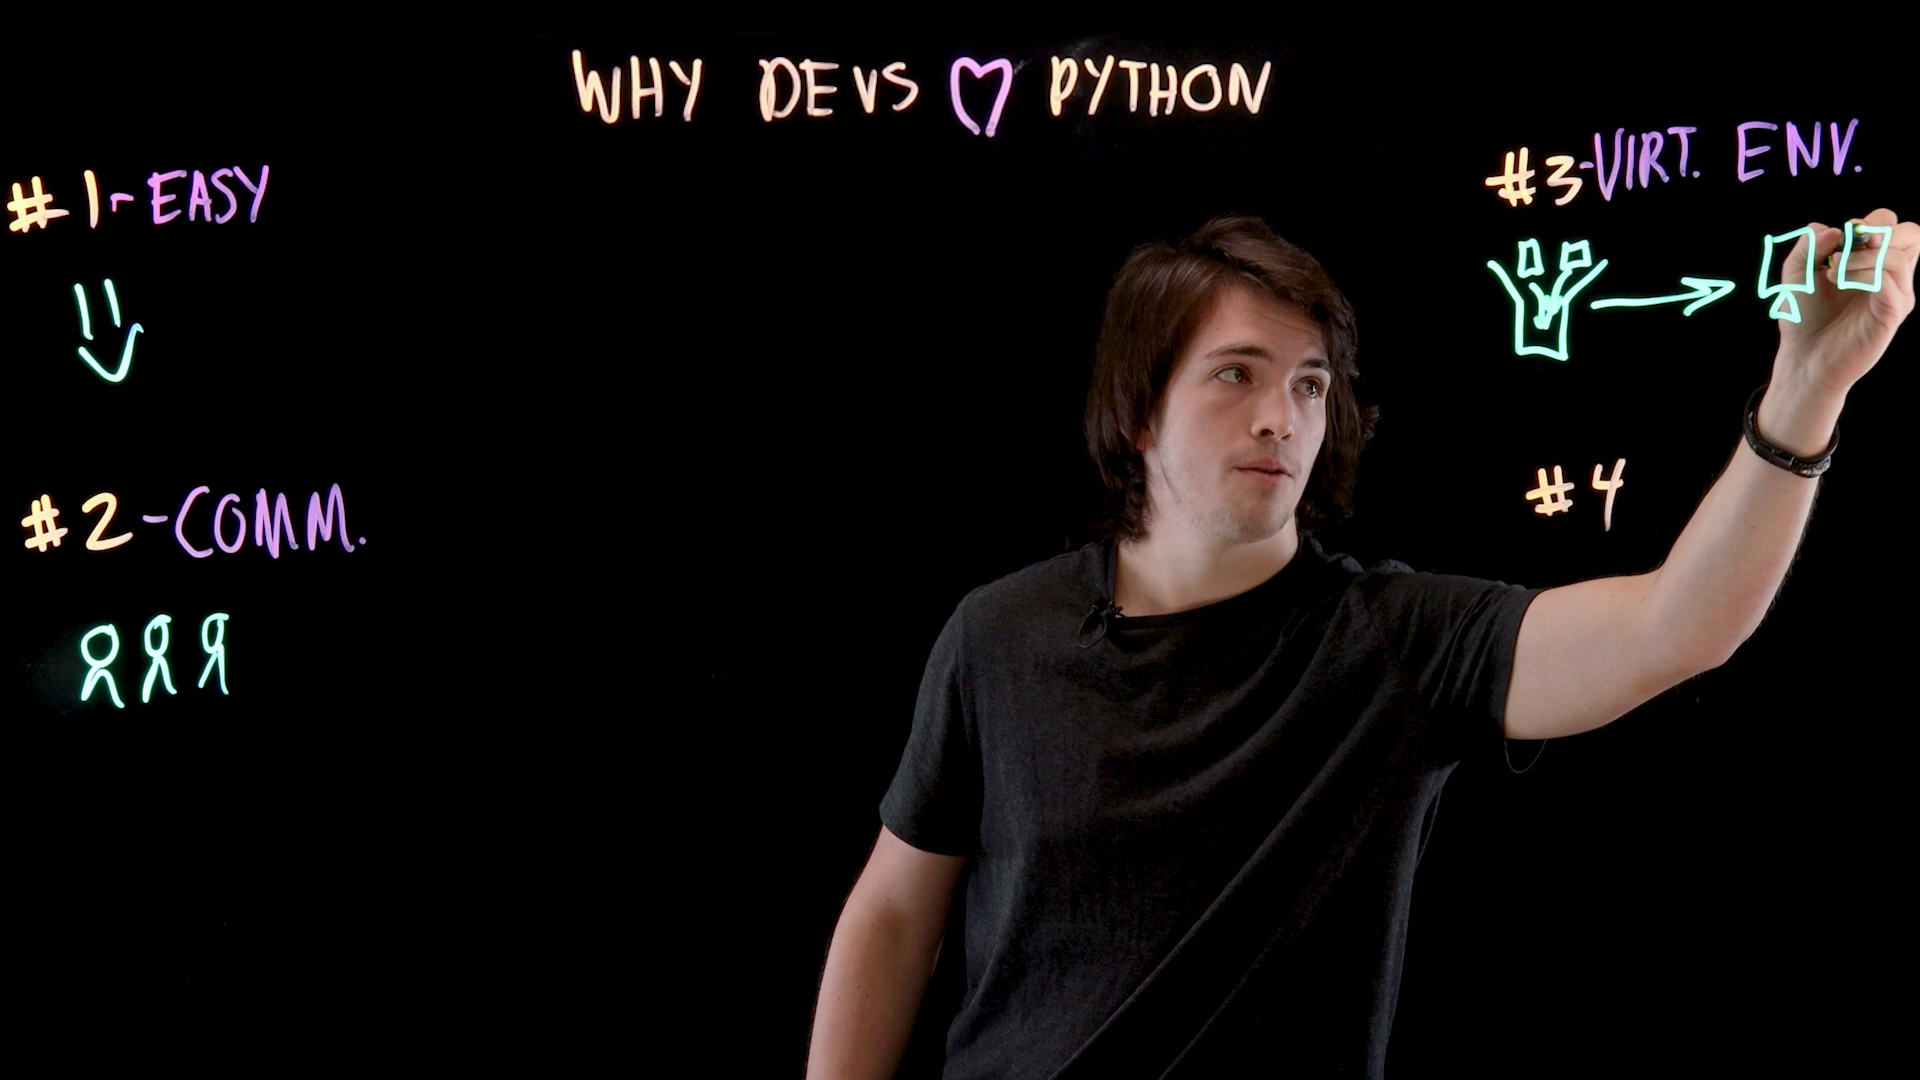 WHY DEVS ♡ PYTHON
#1-EASY
#2-COMM.
#3-VIRT. ENV.
#4